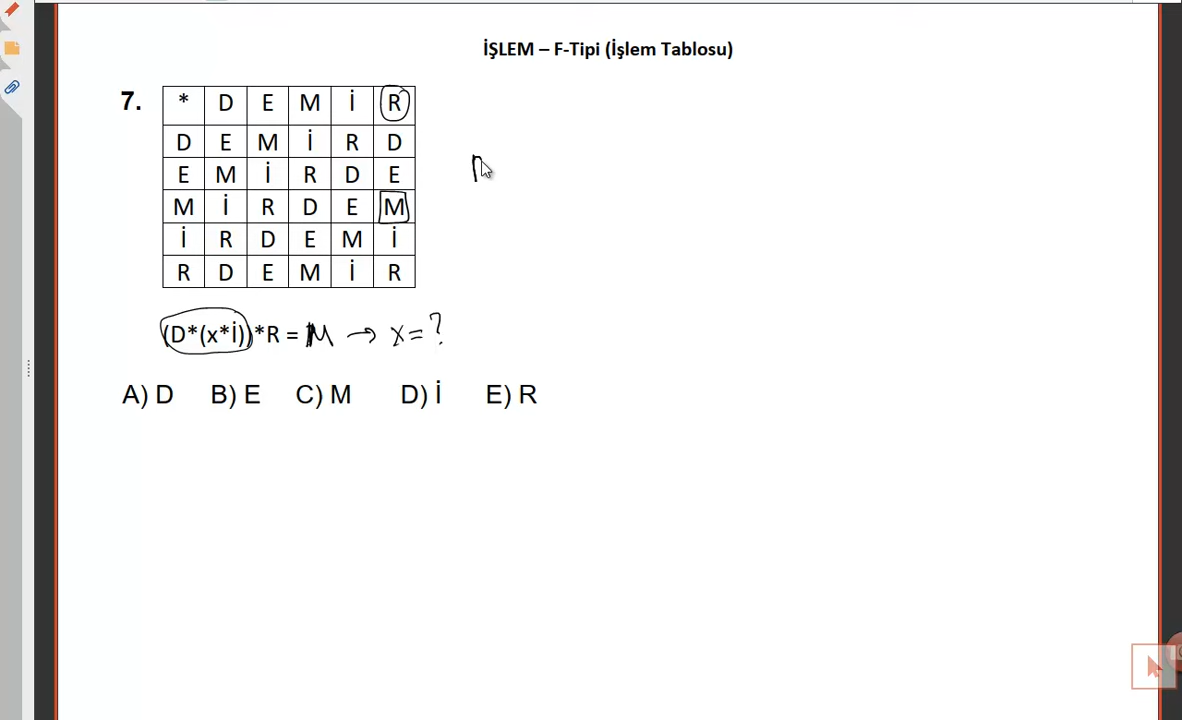 İŞLEM – F-Tipi (İşlem Tablosu)
7.
* D E M İ R
D E M İ R D
E M İ R D E
M İ R D E M
İ R D E M İ
R D E M İ R
(D*(x*İ))*R = M → x = ?
A) D B) E C) M D) İ E) R